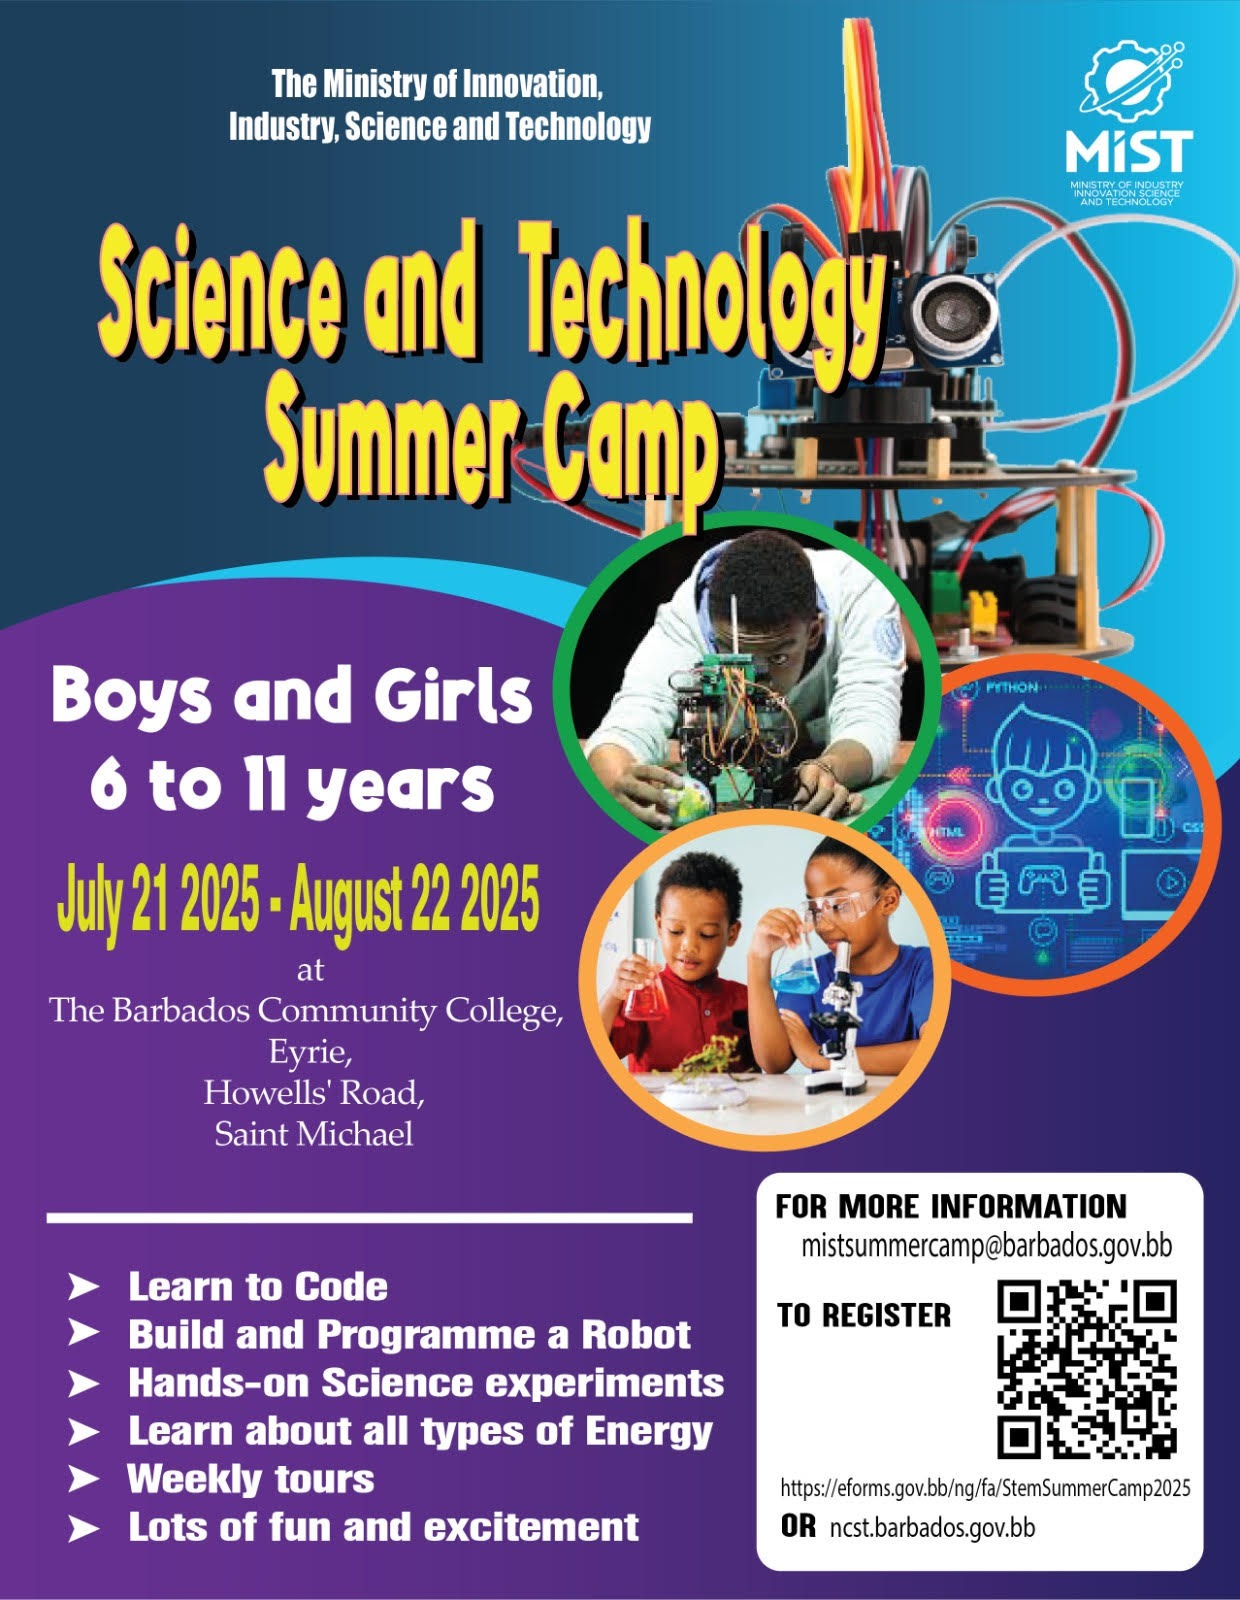 The Ministry of Innovation,
Industry, Science and Technology
MiST
MINISTRY OF INDUSTRY
INNOVATION SCIENCE
AND TECHNOLOGY
Science and Technology
Summer Camp
Boys and Girls
6 to 11 years
July 21 2025 - August 22 2025
at
The Barbados Community College,
Eyrie,
Howells' Road,
Saint Michael
PYTHON
HTML
CSS
➤ Learn to Code
➤ Build and Programme a Robot
➤ Hands-on Science experiments
➤ Learn about all types of Energy
➤ Weekly tours
➤ Lots of fun and excitement
FOR MORE INFORMATION
mistsummercamp@barbados.gov.bb
TO REGISTER
https://eforms.gov.bb/ng/fa/StemSummerCamp2025
OR ncst.barbados.gov.bb